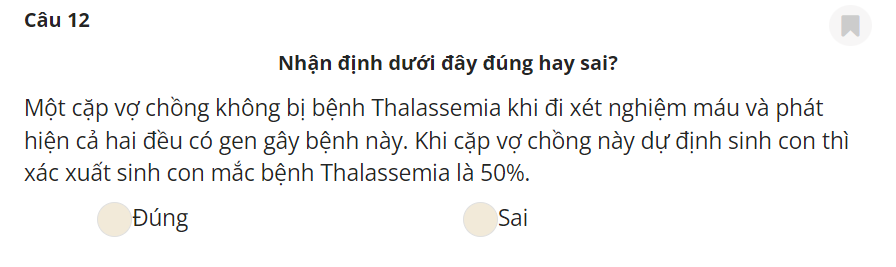 Câu 12
Nhận định dưới đây đúng hay sai?
Một cặp vợ chồng không bị bệnh Thalassemia khi đi xét nghiệm máu và phát
hiện cả hai đều có gen gây bệnh này. Khi cặp vợ chồng này dự định sinh con thì
xác xuất sinh con mắc bệnh Thalassemia là 50%.
Đúng Sai